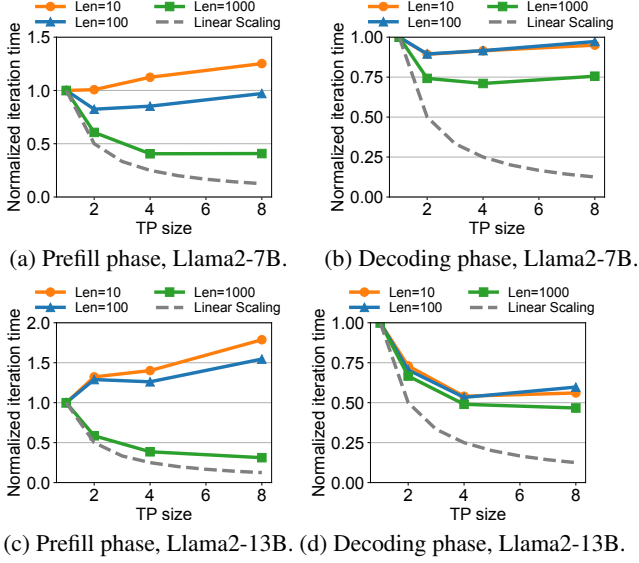 Len=10 Len=1000
Len=100 Linear Scaling
Normalized iteration time
1.5
1.0
0.5
0.0
2 4 6 8
TP size
(a) Prefill phase, Llama2-7B.
Len=10 Len=1000
Len=100 Linear Scaling
Normalized iteration time
1.00
0.75
0.50
0.25
0.00
2 4 6 8
TP size
(b) Decoding phase, Llama2-7B.
Len=10 Len=1000
Len=100 Linear Scaling
Normalized iteration time
2.0
1.5
1.0
0.5
0.0
2 4 6 8
TP size
(c) Prefill phase, Llama2-13B.
Len=10 Len=1000
Len=100 Linear Scaling
Normalized iteration time
1.00
0.75
0.50
0.25
0.00
2 4 6 8
TP size
(d) Decoding phase, Llama2-13B.